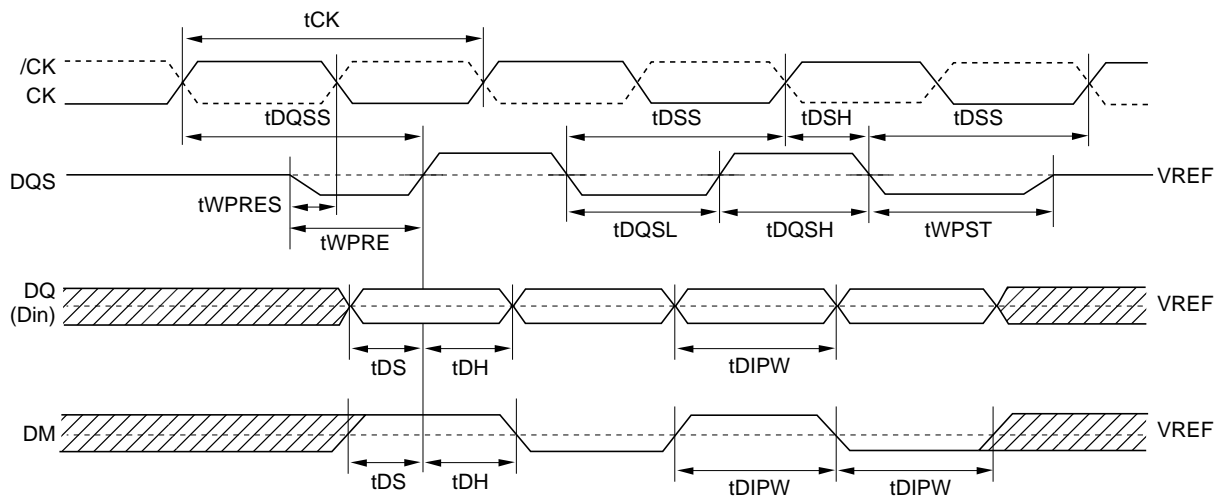 tCK
/CK
CK
tDQSS
tDSS
tDSH
tDSS
DQS
VREF
tWPRES
tWPRE
tDQSL
tDQSH
tWPST
DQ
(Din)
VREF
tDS
tDH
tDIPW
DM
VREF
tDS
tDH
tDIPW
tDIPW